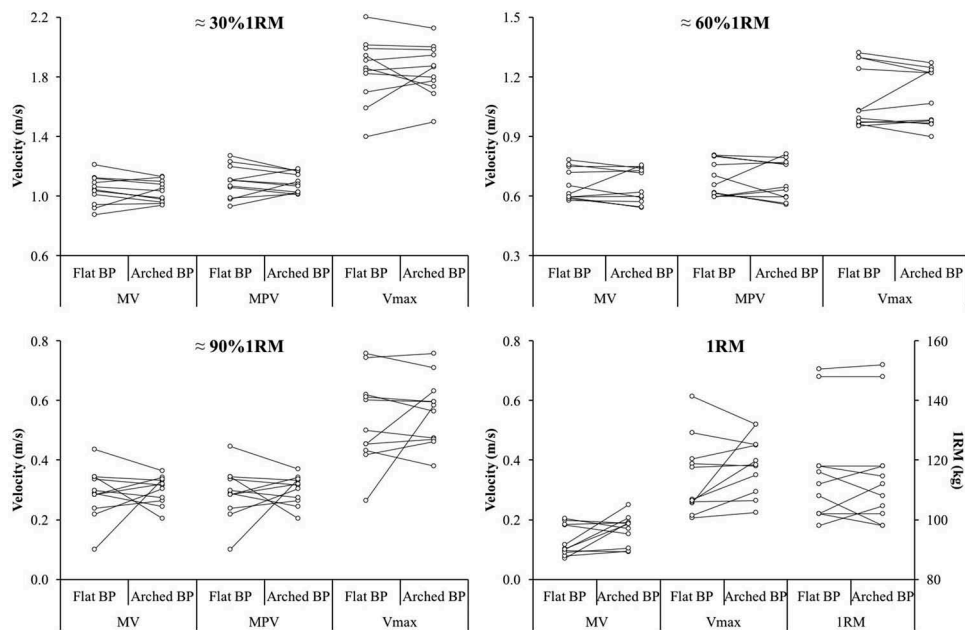 ≈ 30%1RM
Velocity (m/s)
2.2
1.8
1.4
1.0
0.6
Flat BP Arched BP Flat BP Arched BP Flat BP Arched BP
MV MPV Vmax
≈ 60%1RM
Velocity (m/s)
1.5
1.2
0.9
0.6
0.3
Flat BP Arched BP Flat BP Arched BP Flat BP Arched BP
MV MPV Vmax
≈ 90%1RM
Velocity (m/s)
0.8
0.6
0.4
0.2
0.0
Flat BP Arched BP Flat BP Arched BP Flat BP Arched BP
MV MPV Vmax
1RM
Velocity (m/s)
0.8
0.6
0.4
0.2
0.0
160
140
120
100
80
1RM (kg)
Flat BP Arched BP Flat BP Arched BP Flat BP Arched BP
MV Vmax 1RM